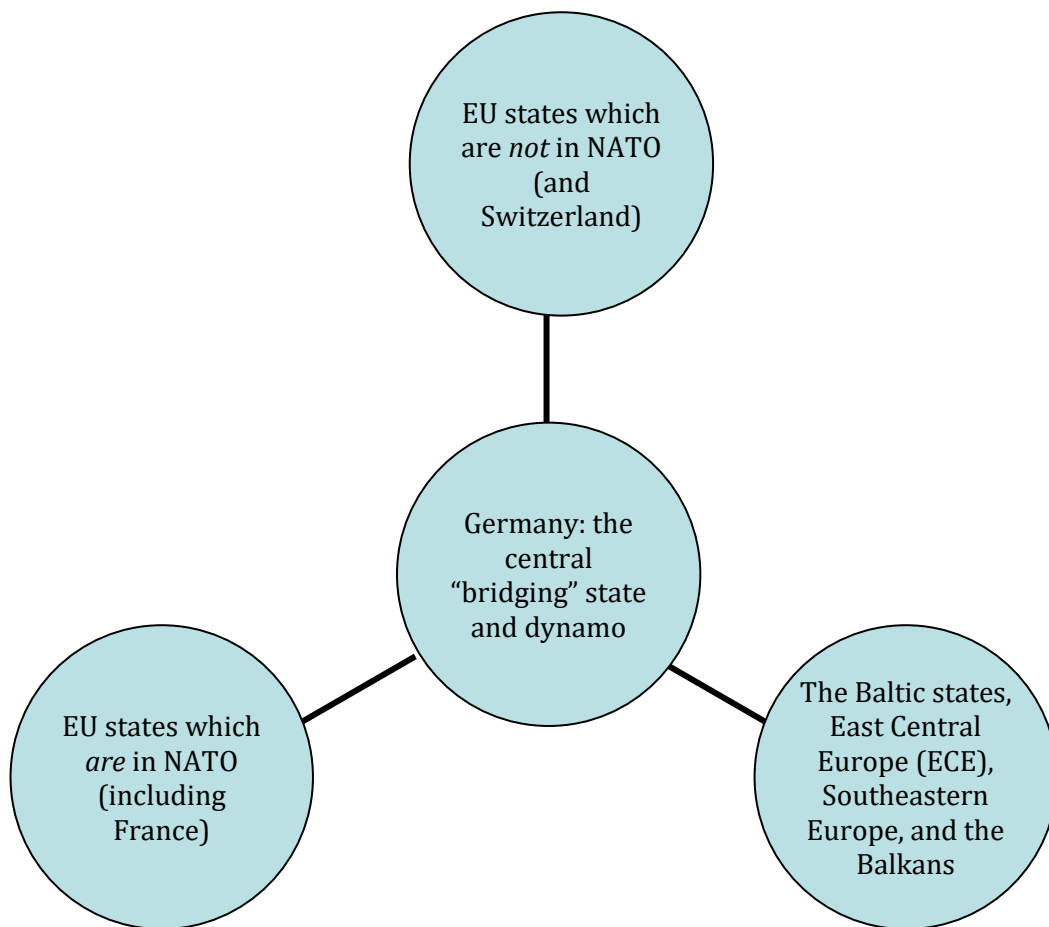 EU states which
are not in NATO
(and
Switzerland)
Germany: the
central
“bridging” state
and dynamo
EU states which
are in NATO
(including
France)
The Baltic states,
East Central
Europe (ECE),
Southeastern
Europe, and the
Balkans